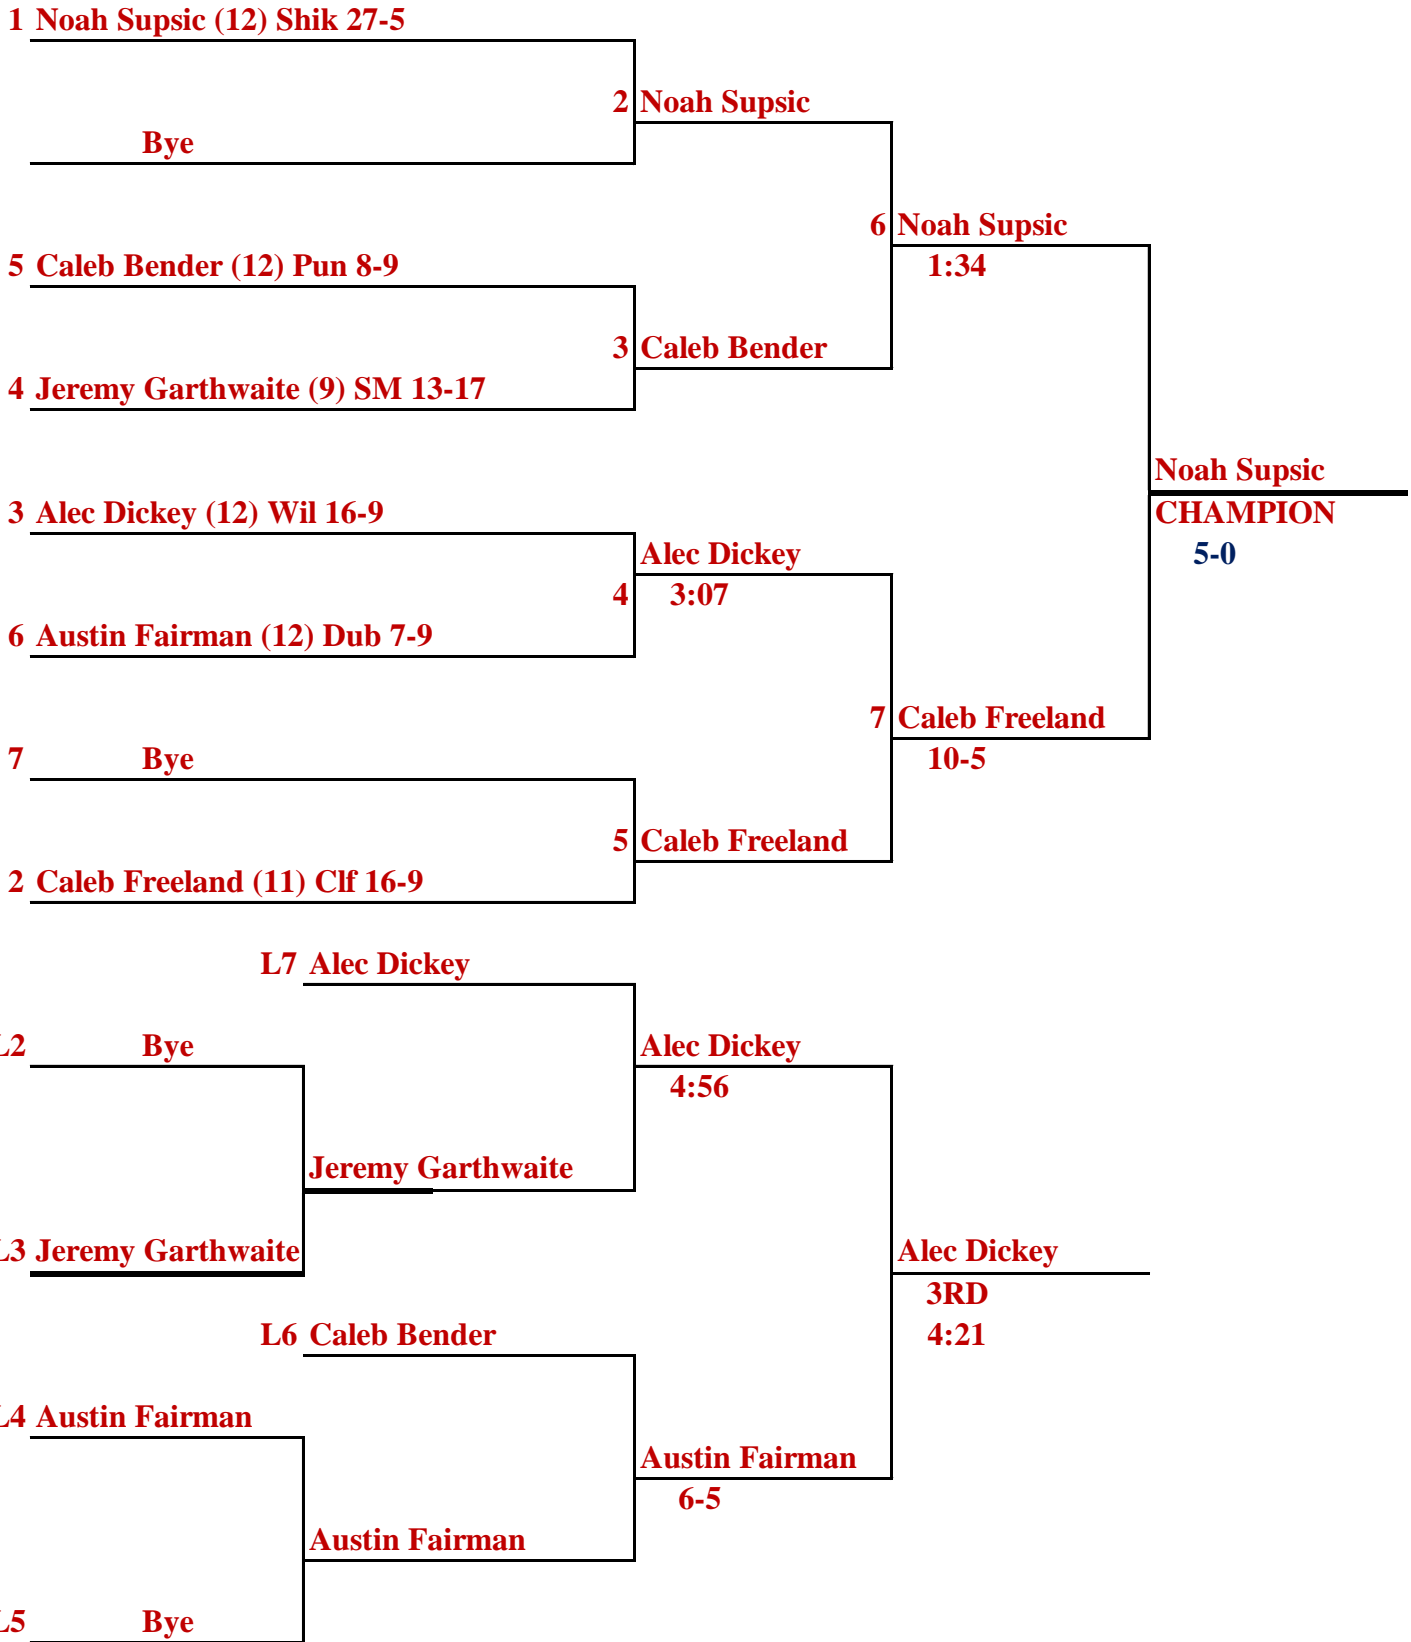 1 Noah Supsic (12) Shik 27-5
2 Noah Supsic
Bye
6 Noah Supsic
5 Caleb Bender (12) Pun 8-9
1:34
3 Caleb Bender
4 Jeremy Garthwaite (9) SM 13-17
Noah Supsic
3 Alec Dickey (12) Wil 16-9
CHAMPION
Alec Dickey
5-0
4 3:07
6 Austin Fairman (12) Dub 7-9
7 Caleb Freeland
7 Bye
10-5
5 Caleb Freeland
2 Caleb Freeland (11) Clf 16-9
L7 Alec Dickey
L2 Bye
Alec Dickey
4:56
Jeremy Garthwaite
L3 Jeremy Garthwaite
Alec Dickey
3RD
L6 Caleb Bender
4:21
L4 Austin Fairman
Austin Fairman
6-5
Austin Fairman
L5 Bye